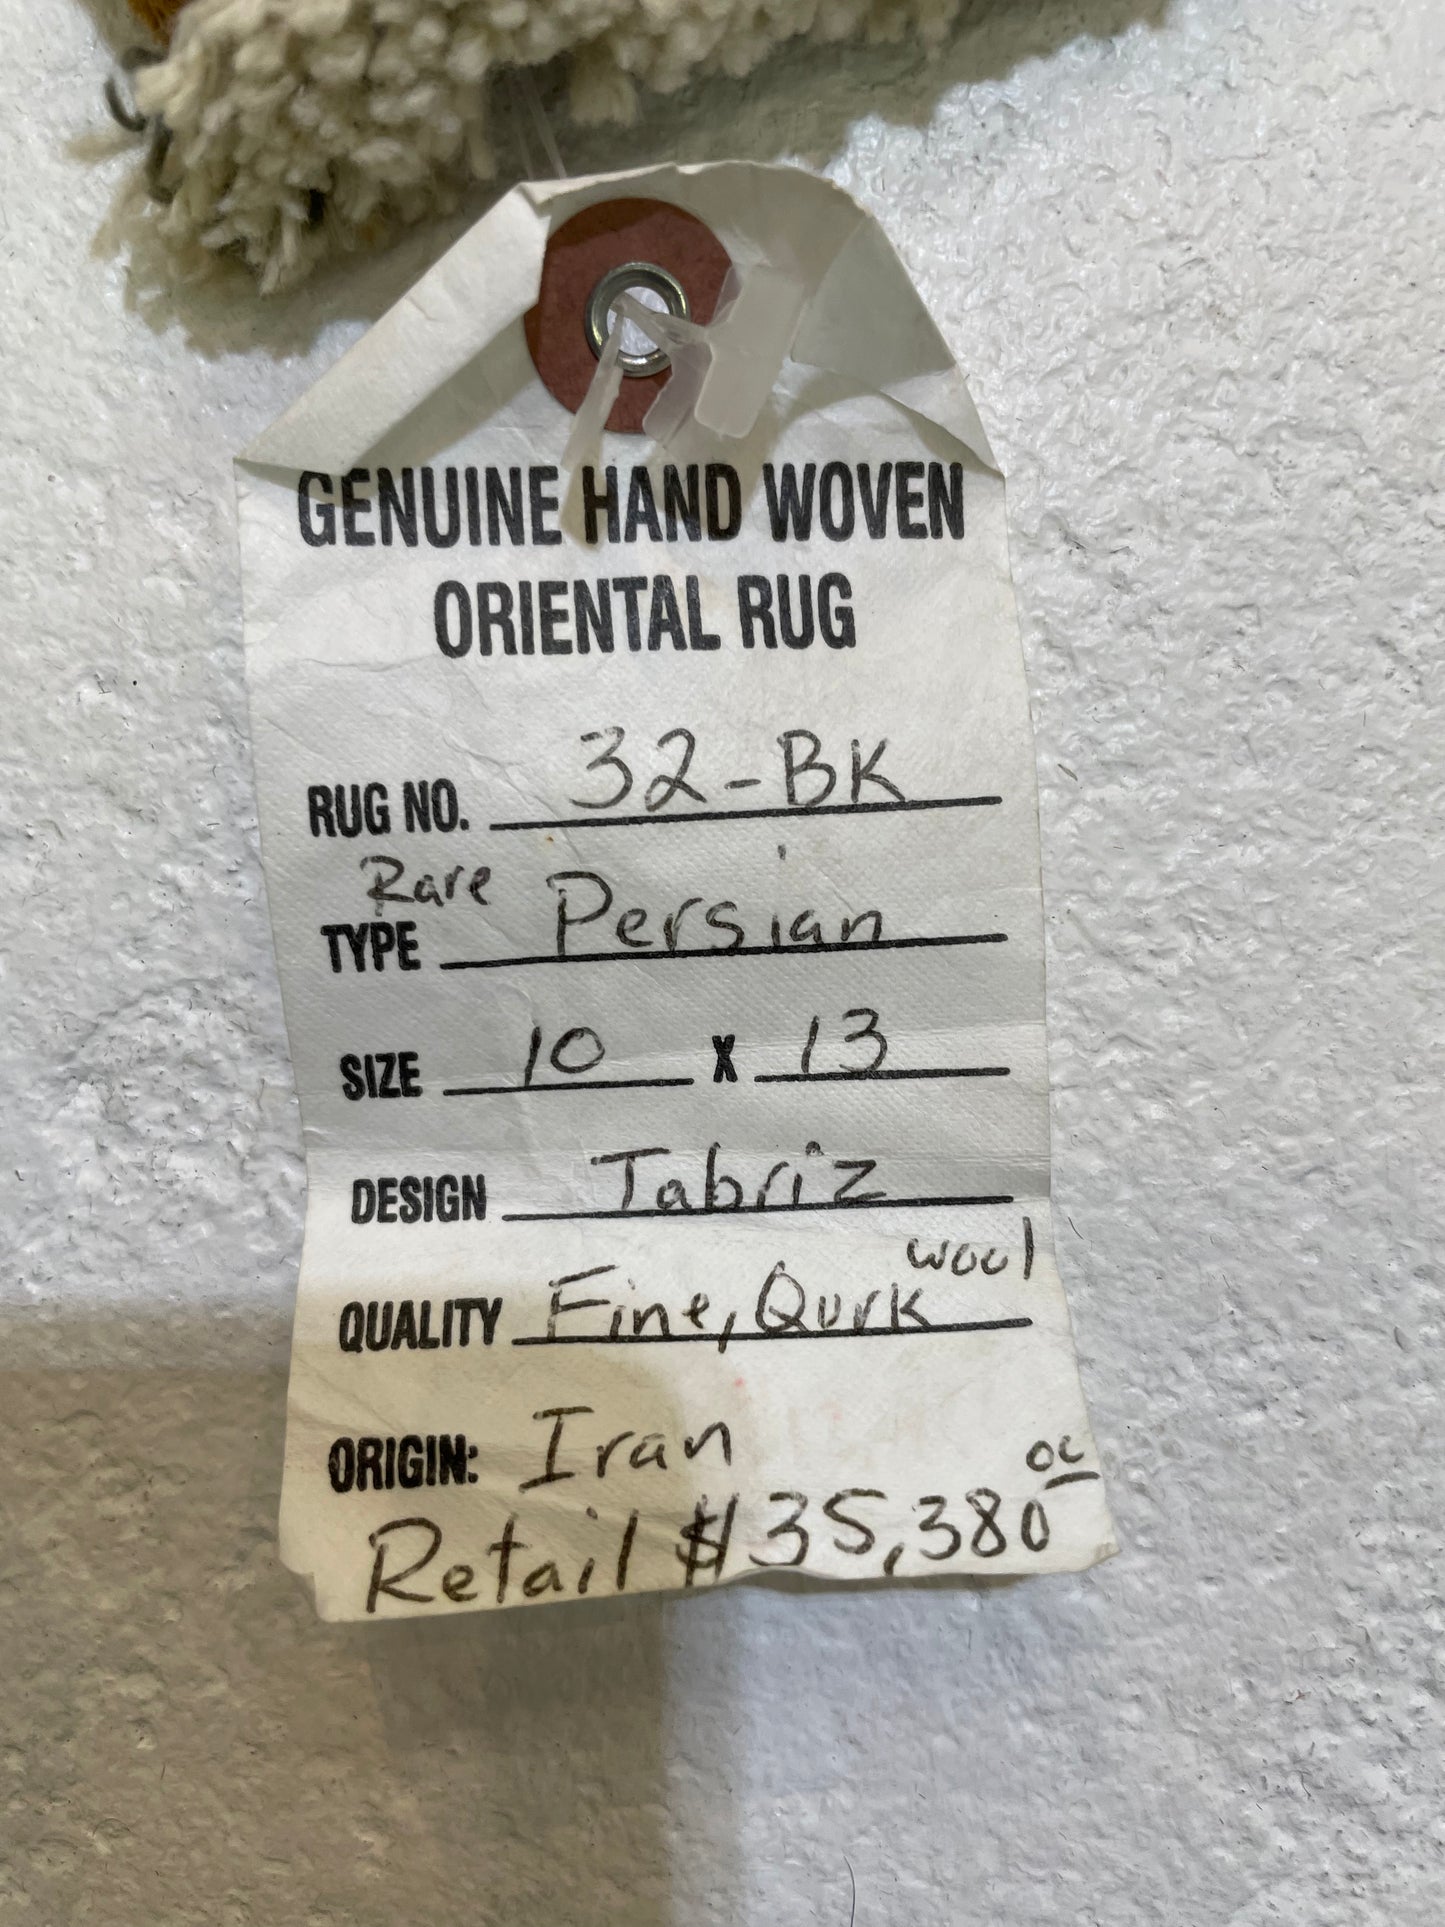 GENUINE HAND WOVEN
ORIENTAL RUG
RUG NO. 32-BK
Rare
TYPE Persian
SIZE 10 X 13
DESIGN Tabriz
wool
QUALITY Fine, Qurk
ORIGIN: Iran
Retail $35,380 00